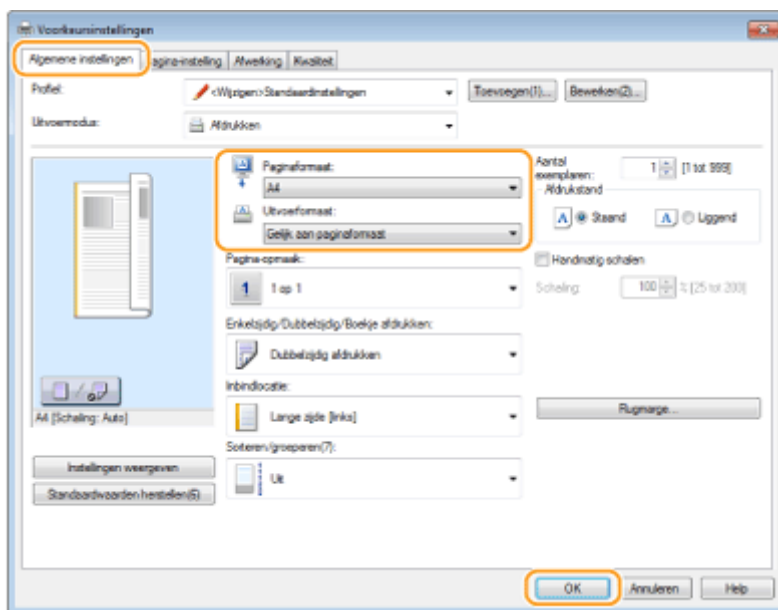 Voorkeursinstellingen
Algemene instellingen Pagina-instelling Afwerking Kwaliteit
Profiel: <Wijzigen>Standaardinstellingen Toevoegen(1)... Bewerken(2)...
Uitvoermodus: Afdrukken
Paginaformaat:
A4
Uitvoerformaat:
Gelijk aan paginaformaat
Aantal
exemplaren: 1 [1 tot 999]
Afdrukstand
A Staand A Liggend
Pagina-opmaak:
1 1 op 1
Handmatig schalen
Schaling: 100 % [25 tot 200]
Enkelzijdig/Dubbelzijdig/Boekje afdrukken:
Dubbelzijdig afdrukken
Inbindlocatie:
Lange zijde [links]
Rugmarge...
A4 [Schaling: Auto]
Sorteren/groeperen(7):
Uit
Instellingen weergeven
Standaardwaarden herstellen(6)
OK Annuleren Help